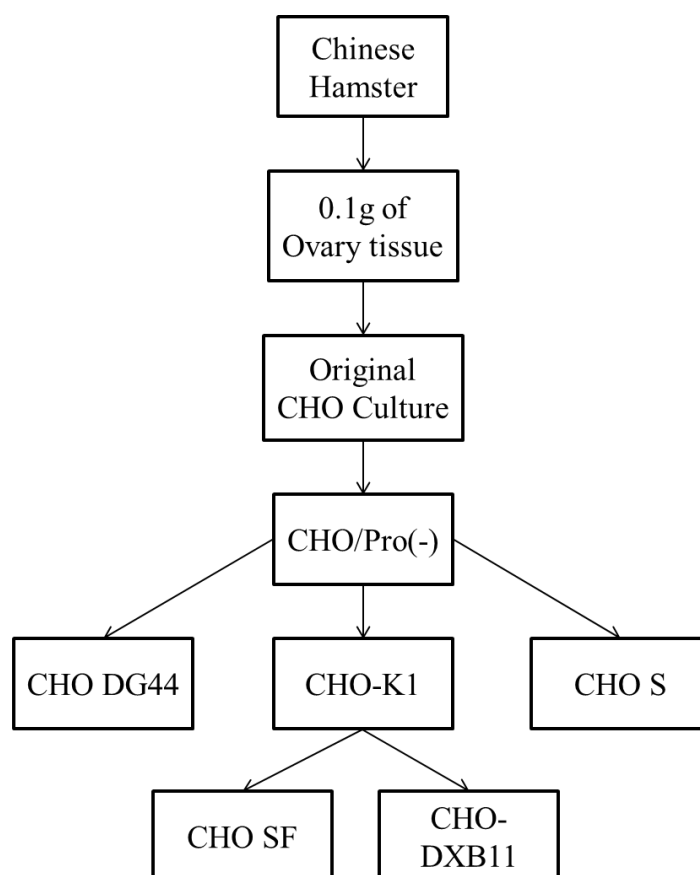 Chinese
Hamster
0.1g of
Ovary tissue
Original
CHO Culture
CHO/Pro(-)
CHO DG44
CHO-K1
CHO S
CHO SF
CHO-
DXB11